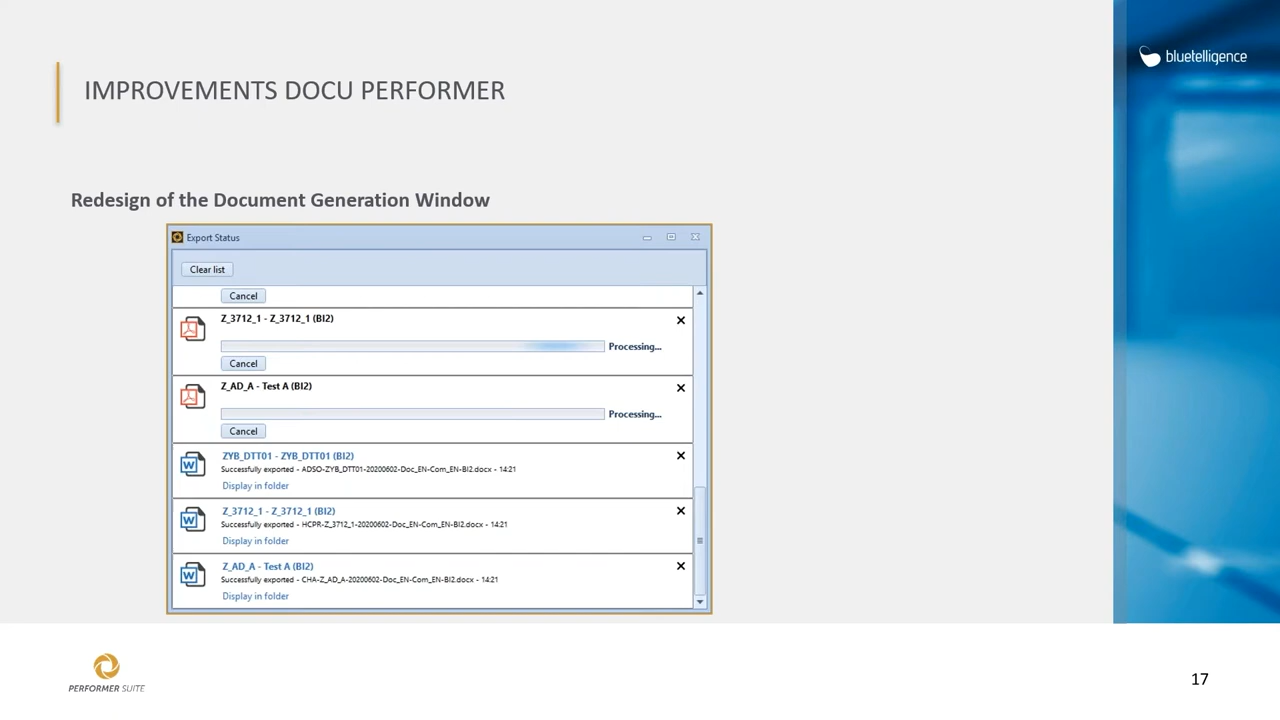 bluetelligence
IMPROVEMENTS DOCU PERFORMER
Redesign of the Document Generation Window
Export Status
Clear list
Cancel
Z_3712_1 - Z_3712_1 (BI2)
Processing...
Cancel
Z_AD_A - Test A (BI2)
Processing...
Cancel
ZYB_DTT01 - ZYB_DTT01 (BI2)
Successfully exported - ADSO-ZYB_DTT01-20200602-Doc_EN-Com_EN-BI2.docx - 14:21
Display in folder
Z_3712_1 - Z_3712_1 (BI2)
Successfully exported - HCPR-Z_3712_1-20200602-Doc_EN-Com_EN-BI2.docx - 14:21
Display in folder
Z_AD_A - Test A (BI2)
Successfully exported - CHA-Z_AD_A-20200602-Doc_EN-Com_EN-BI2.docx - 14:21
Display in folder
PERFORMER SUITE
17